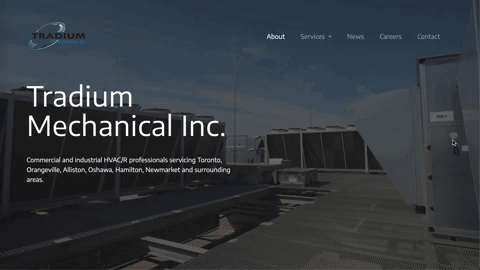 TRADIUM
About
Services
News
Careers
Contact
Tradium
Mechanical Inc.
Commercial and industrial HVAC/R professionals servicing Toronto,
Orangeville, Alliston, Oshawa, Hamilton, Newmarket and surrounding
areas.